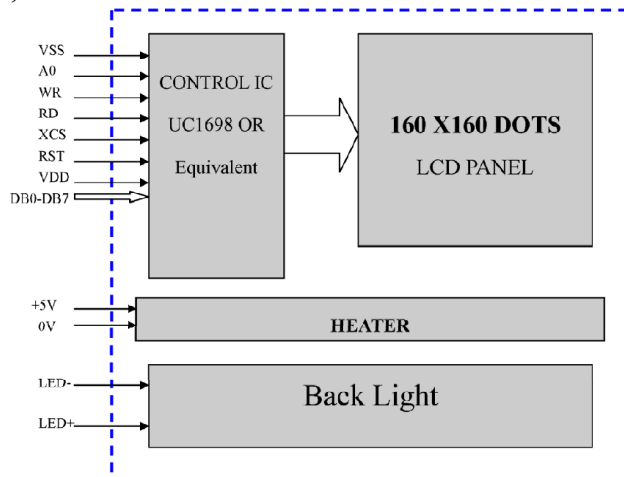 VSS
A0
WR
RD
XCS
RST
VDD
DB0-DB7
CONTROL IC
UC1698 OR
Equivalent
160 X160 DOTS
LCD PANEL
+5V
0V
HEATER
LED-
LED+
Back Light